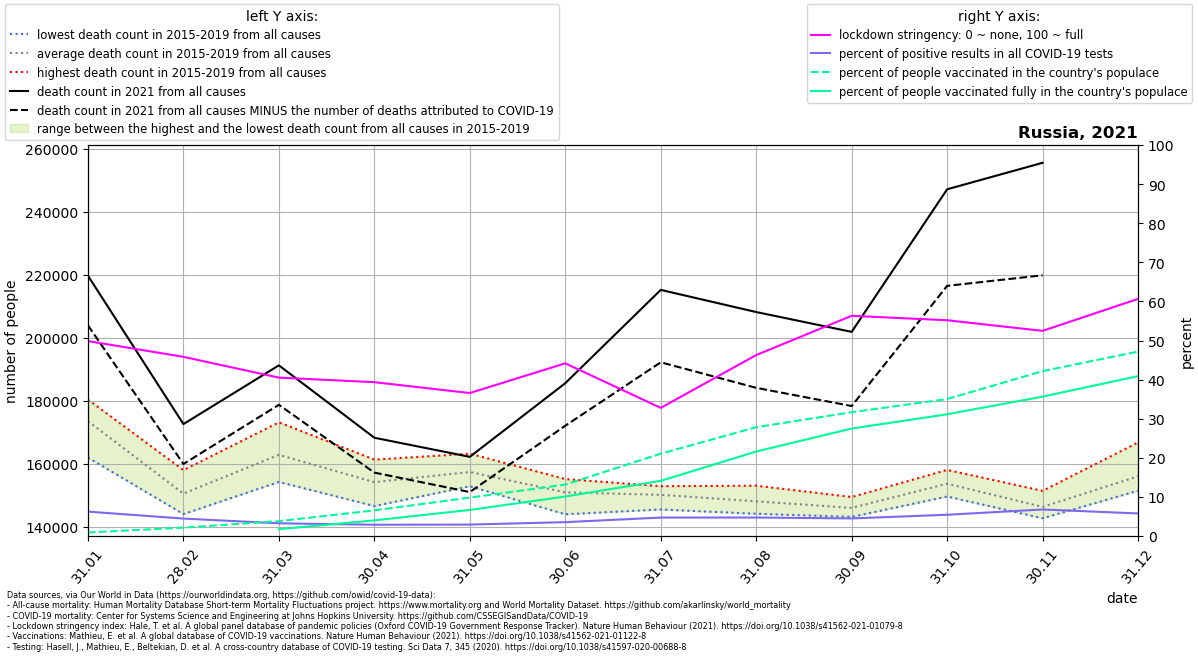 left Y axis:
lowest death count in 2015-2019 from all causes
average death count in 2015-2019 from all causes
highest death count in 2015-2019 from all causes
death count in 2021 from all causes
death count in 2021 from all causes MINUS the number of deaths attributed to COVID-19
range between the highest and the lowest death count from all causes in 2015-2019
right Y axis:
lockdown stringency: 0 ~ none, 100 ~ full
percent of positive results in all COVID-19 tests
percent of people vaccinated in the country's populace
percent of people vaccinated fully in the country's populace
Russia, 2021
260000
240000
220000
200000
180000
160000
140000
number of people
100
90
80
70
60
50
40
30
20
10
0
percent
31.01
28.02
31.03
30.04
31.05
30.06
31.07
31.08
30.09
31.10
30.11
31.12
date
Data sources, via Our World in Data (https://ourworldindata.org, https://github.com/owid/covid-19-data):
- All-cause mortality: Human Mortality Database Short-term Mortality Fluctuations project. https://www.mortality.org and World Mortality Dataset. https://github.com/akarlinsky/world_mortality
- COVID-19 mortality: Center for Systems Science and Engineering at Johns Hopkins University. https://github.com/CSSEGISandData/COVID-19
- Lockdown stringency index: Hale, T. et al. A global panel database of pandemic policies (Oxford COVID-19 Government Response Tracker). Nature Human Behaviour (2021). https://doi.org/10.1038/s41562-021-01079-8
- Vaccinations: Mathieu, E. et al. A global database of COVID-19 vaccinations. Nature Human Behaviour (2021). https://doi.org/10.1038/s41562-021-01122-8
- Testing: Hasell, J., Mathieu, E., Beltekian, D. et al. A cross-country database of COVID-19 testing. Sci Data 7, 345 (2020). https://doi.org/10.1038/s41597-020-00688-8